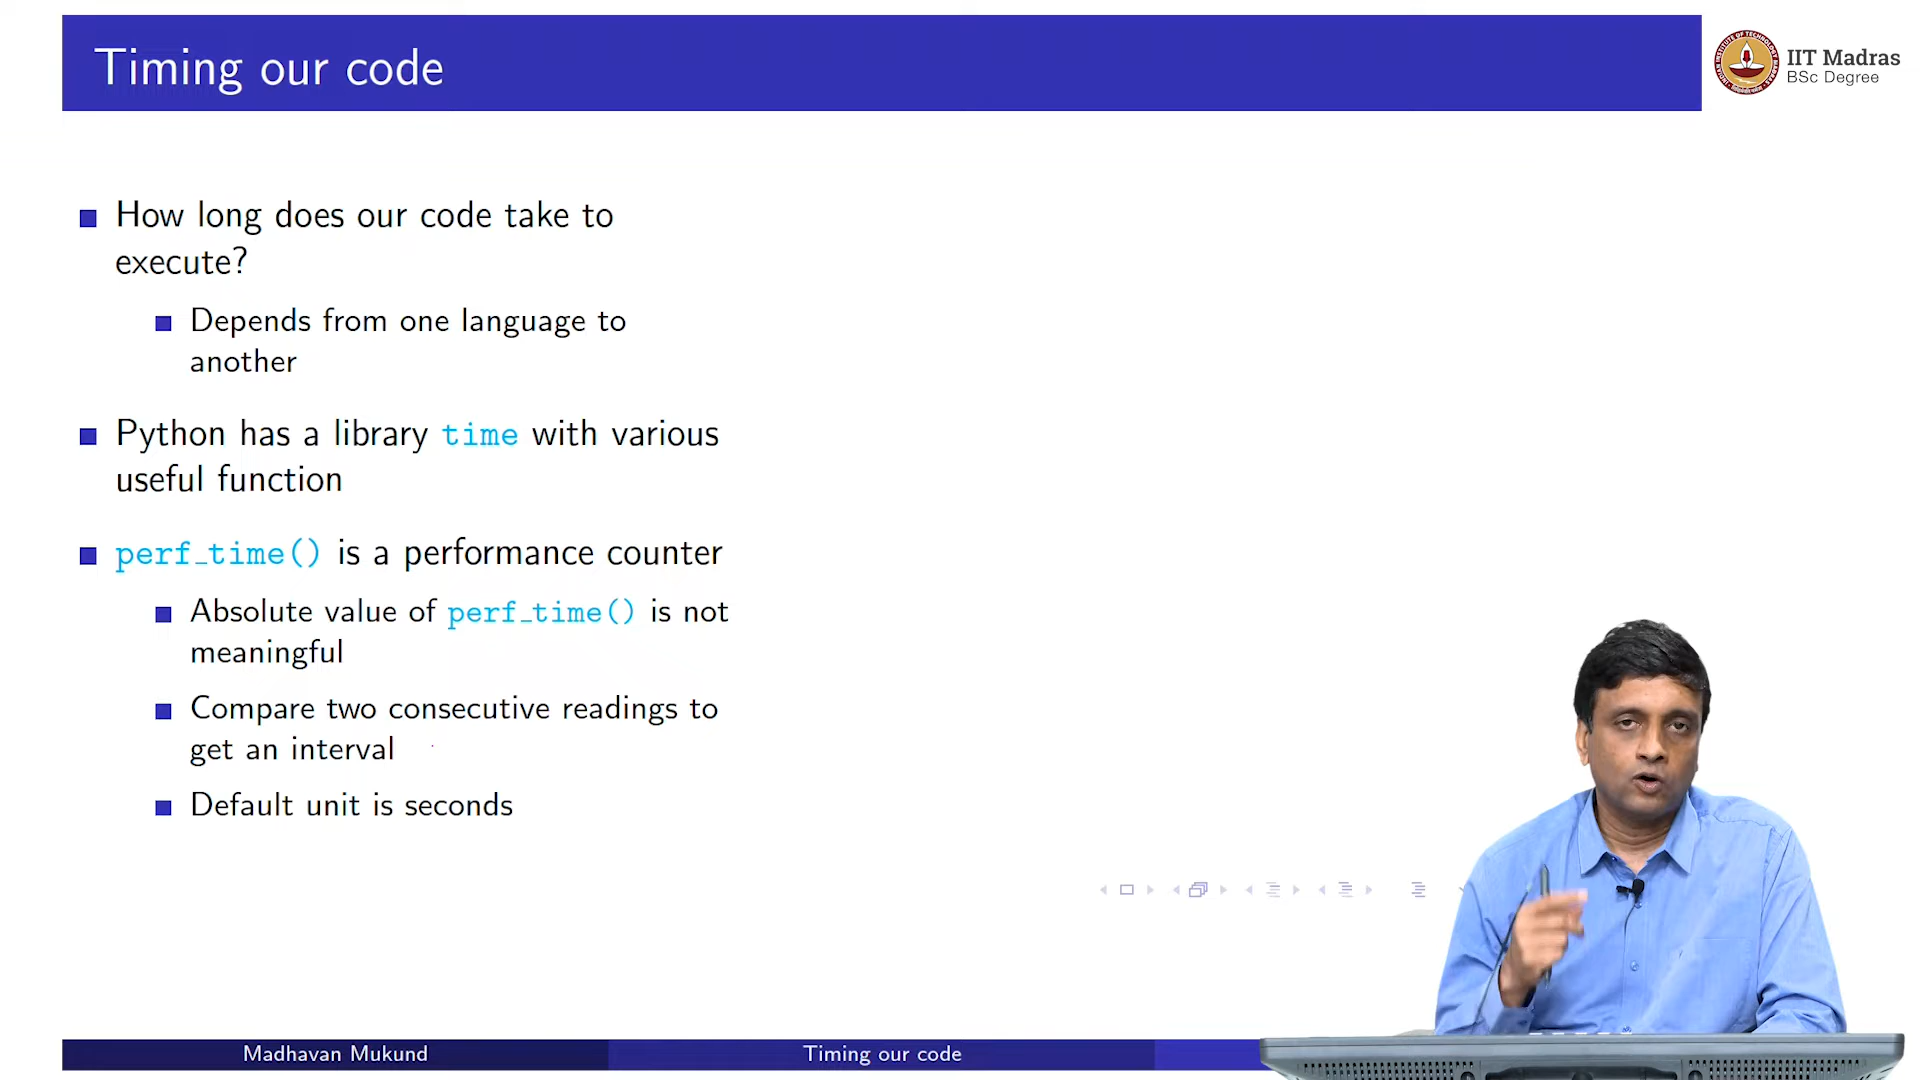 Timing our code
IIT Madras
BSc Degree
How long does our code take to
execute?
Depends from one language to
another
Python has a library time with various
useful function
perf_time() is a performance counter
Absolute value of perf_time() is not
meaningful
Compare two consecutive readings to
get an interval
Default unit is seconds
Madhavan Mukund
Timing our code